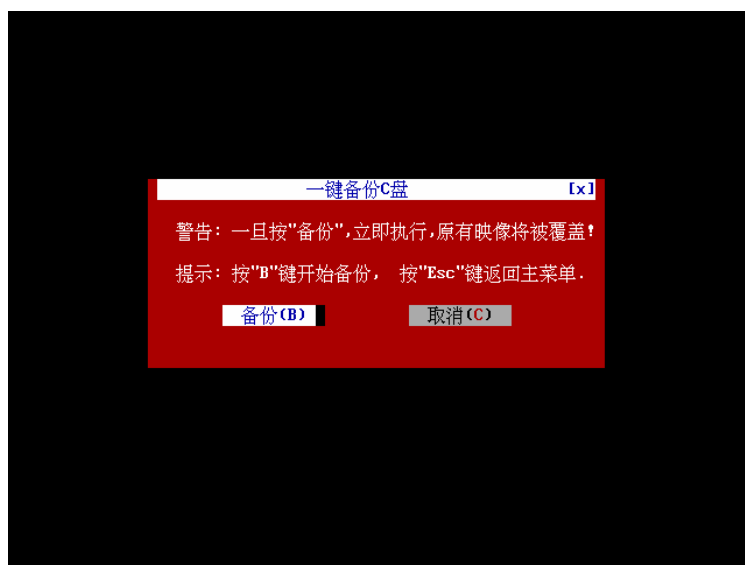 一键备份C盘 [x]
警告: 一旦按"备份",立即执行,原有映像将被覆盖!
提示: 按"B"键开始备份, 按"Esc"键返回主菜单.
备份(B) 取消(C)